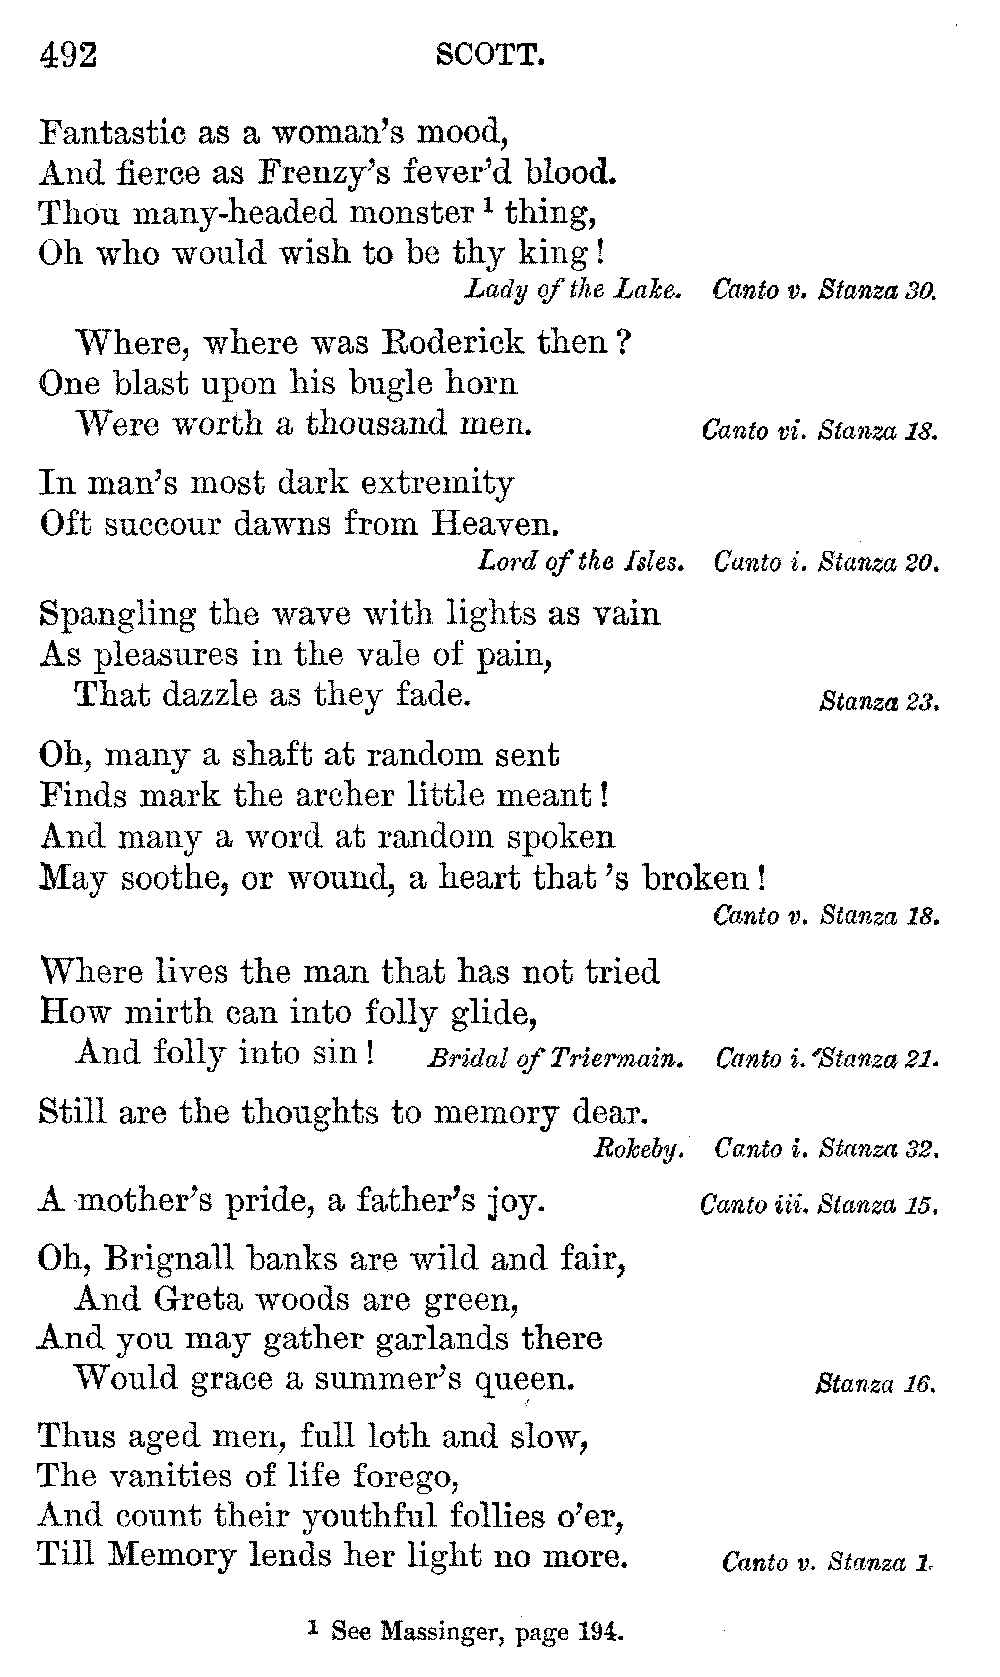 492 SCOTT.
Fantastic as a woman's mood,
And fierce as Frenzy's fever'd blood.
Thou many-headed monster ¹ thing,
Oh who would wish to be thy king!
Lady of the Lake. Canto v. Stanza 30.
Where, where was Roderick then?
One blast upon his bugle horn
Were worth a thousand men. Canto vi. Stanza 18.
In man's most dark extremity
Oft succour dawns from Heaven.
Lord of the Isles. Canto i. Stanza 20.
Spangling the wave with lights as vain
As pleasures in the vale of pain,
That dazzle as they fade. Stanza 23.
Oh, many a shaft at random sent
Finds mark the archer little meant!
And many a word at random spoken
May soothe, or wound, a heart that 's broken!
Canto v. Stanza 18.
Where lives the man that has not tried
How mirth can into folly glide,
And folly into sin! Bridal of Triermain. Canto i. Stanza 21.
Still are the thoughts to memory dear.
Rokeby. Canto i. Stanza 32.
A mother's pride, a father's joy. Canto iii. Stanza 15.
Oh, Brignall banks are wild and fair,
And Greta woods are green,
And you may gather garlands there
Would grace a summer's queen. Stanza 16.
Thus aged men, full loth and slow,
The vanities of life forego,
And count their youthful follies o'er,
Till Memory lends her light no more. Canto v. Stanza 1.
¹ See Massinger, page 194.